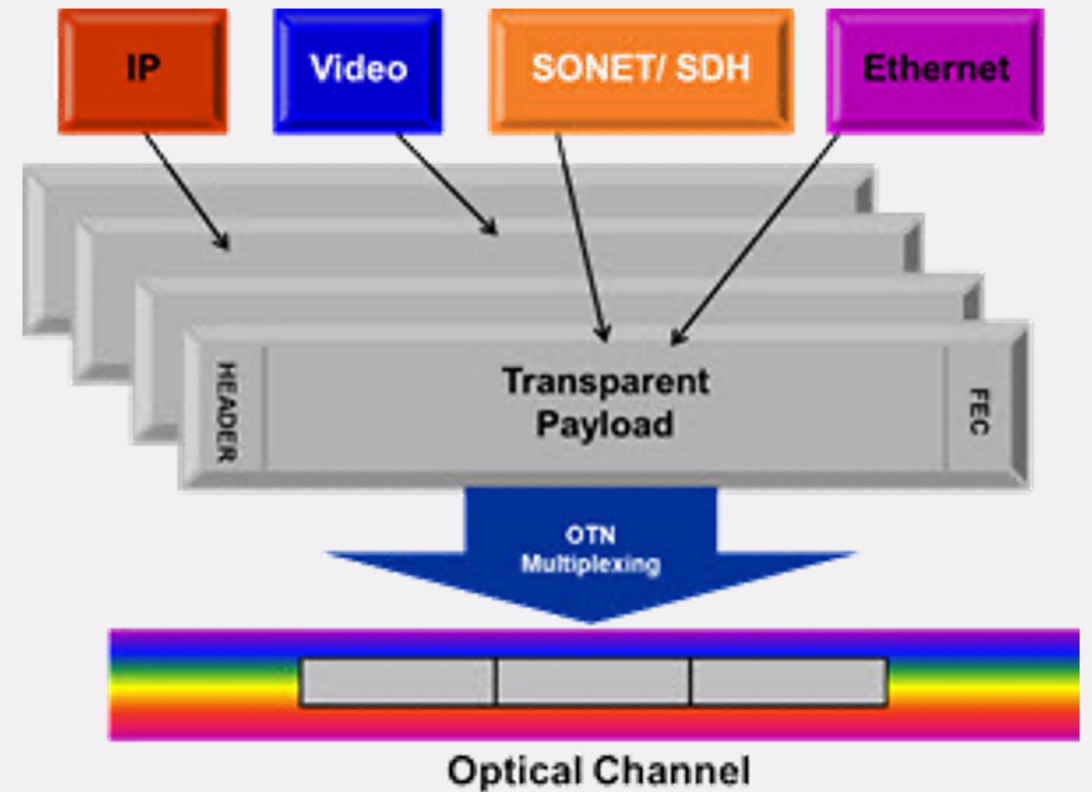 IP
Video
SONET/ SDH
Ethernet
HEADER
Transparent
Payload
FEC
OTN
Multiplexing
Optical Channel